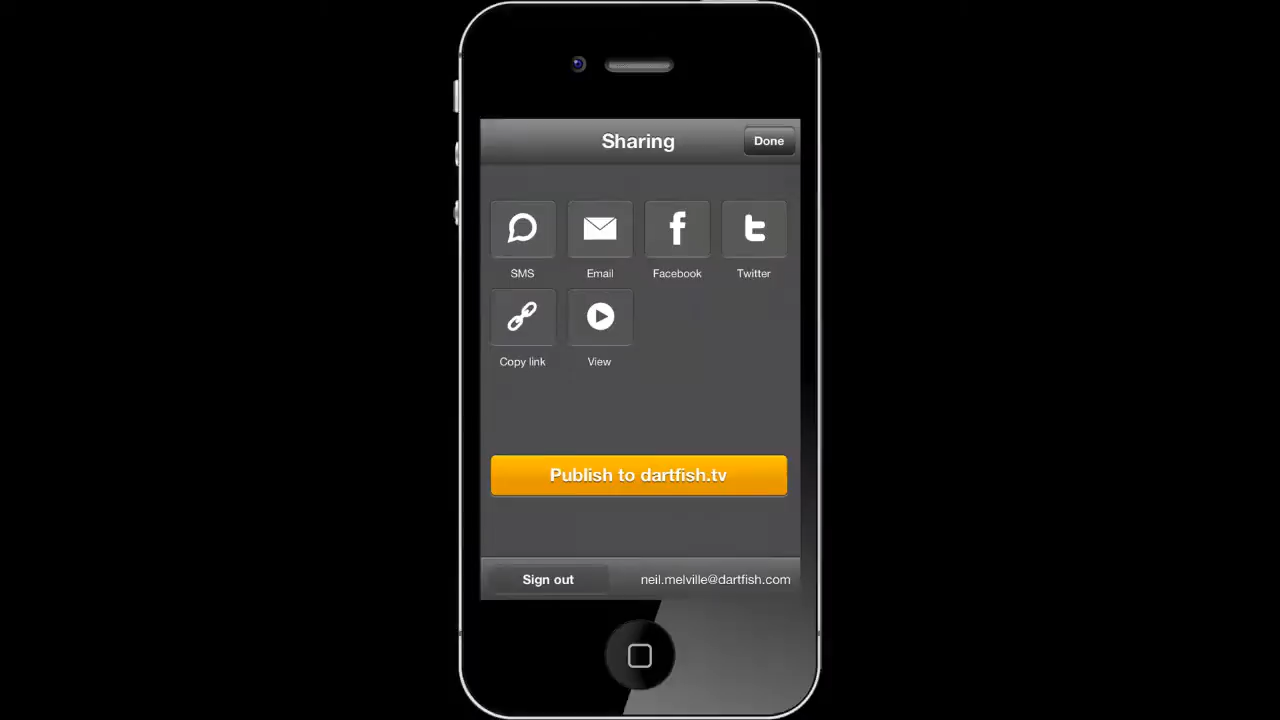 Sharing
Done
SMS
Email
Facebook
Twitter
Copy link
View
Publish to dartfish.tv
Sign out
neil.melville@dartfish.com